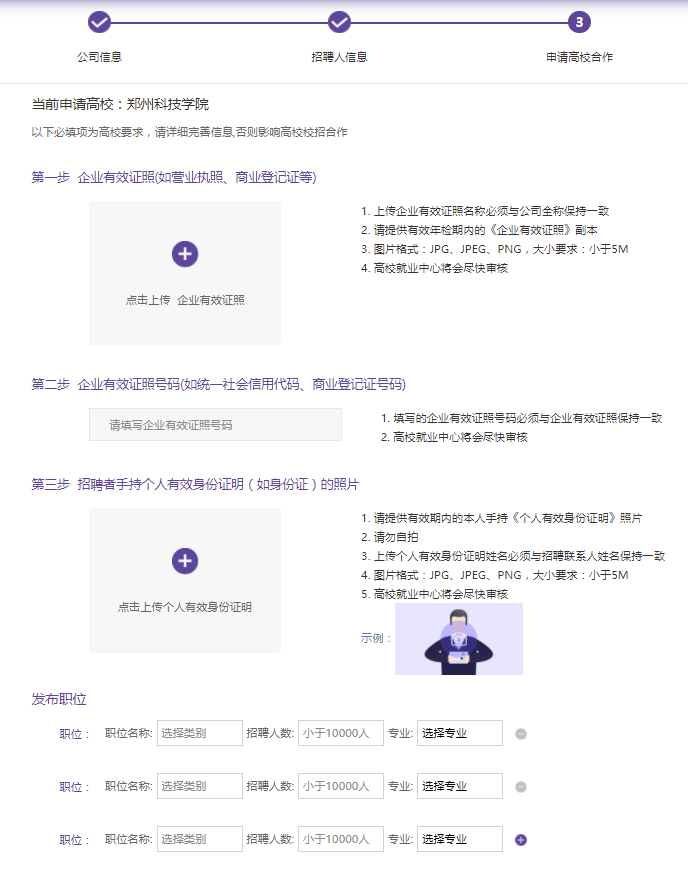 3
公司信息 招聘人信息 申请高校合作
当前申请高校：郑州科技学院
以下必填项为高校要求，请详细完善信息,否则影响高校校招合作
第一步 企业有效证照(如营业执照、商业登记证等)
点击上传 企业有效证照
1. 上传企业有效证照名称必须与公司全称保持一致
2. 请提供有效年检期内的《企业有效证照》副本
3. 图片格式：JPG、JPEG、PNG，大小要求：小于5M
4. 高校就业中心将会尽快审核
第二步 企业有效证照号码(如统一社会信用代码、商业登记证号码)
请填写企业有效证照号码
1. 填写的企业有效证照号码必须与企业有效证照保持一致
2. 高校就业中心将会尽快审核
第三步 招聘者手持个人有效身份证明（如身份证）的照片
点击上传个人有效身份证明
1. 请提供有效期内的本人手持《个人有效身份证明》照片
2. 请勿自拍
3. 上传个人有效身份证明姓名必须与招聘联系人姓名保持一致
4. 图片格式：JPG、JPEG、PNG，大小要求：小于5M
5. 高校就业中心将会尽快审核
示例：
发布职位
职位： 职位名称: 选择类别 招聘人数: 小于10000人 专业: 选择专业
职位： 职位名称: 选择类别 招聘人数: 小于10000人 专业: 选择专业
职位： 职位名称: 选择类别 招聘人数: 小于10000人 专业: 选择专业